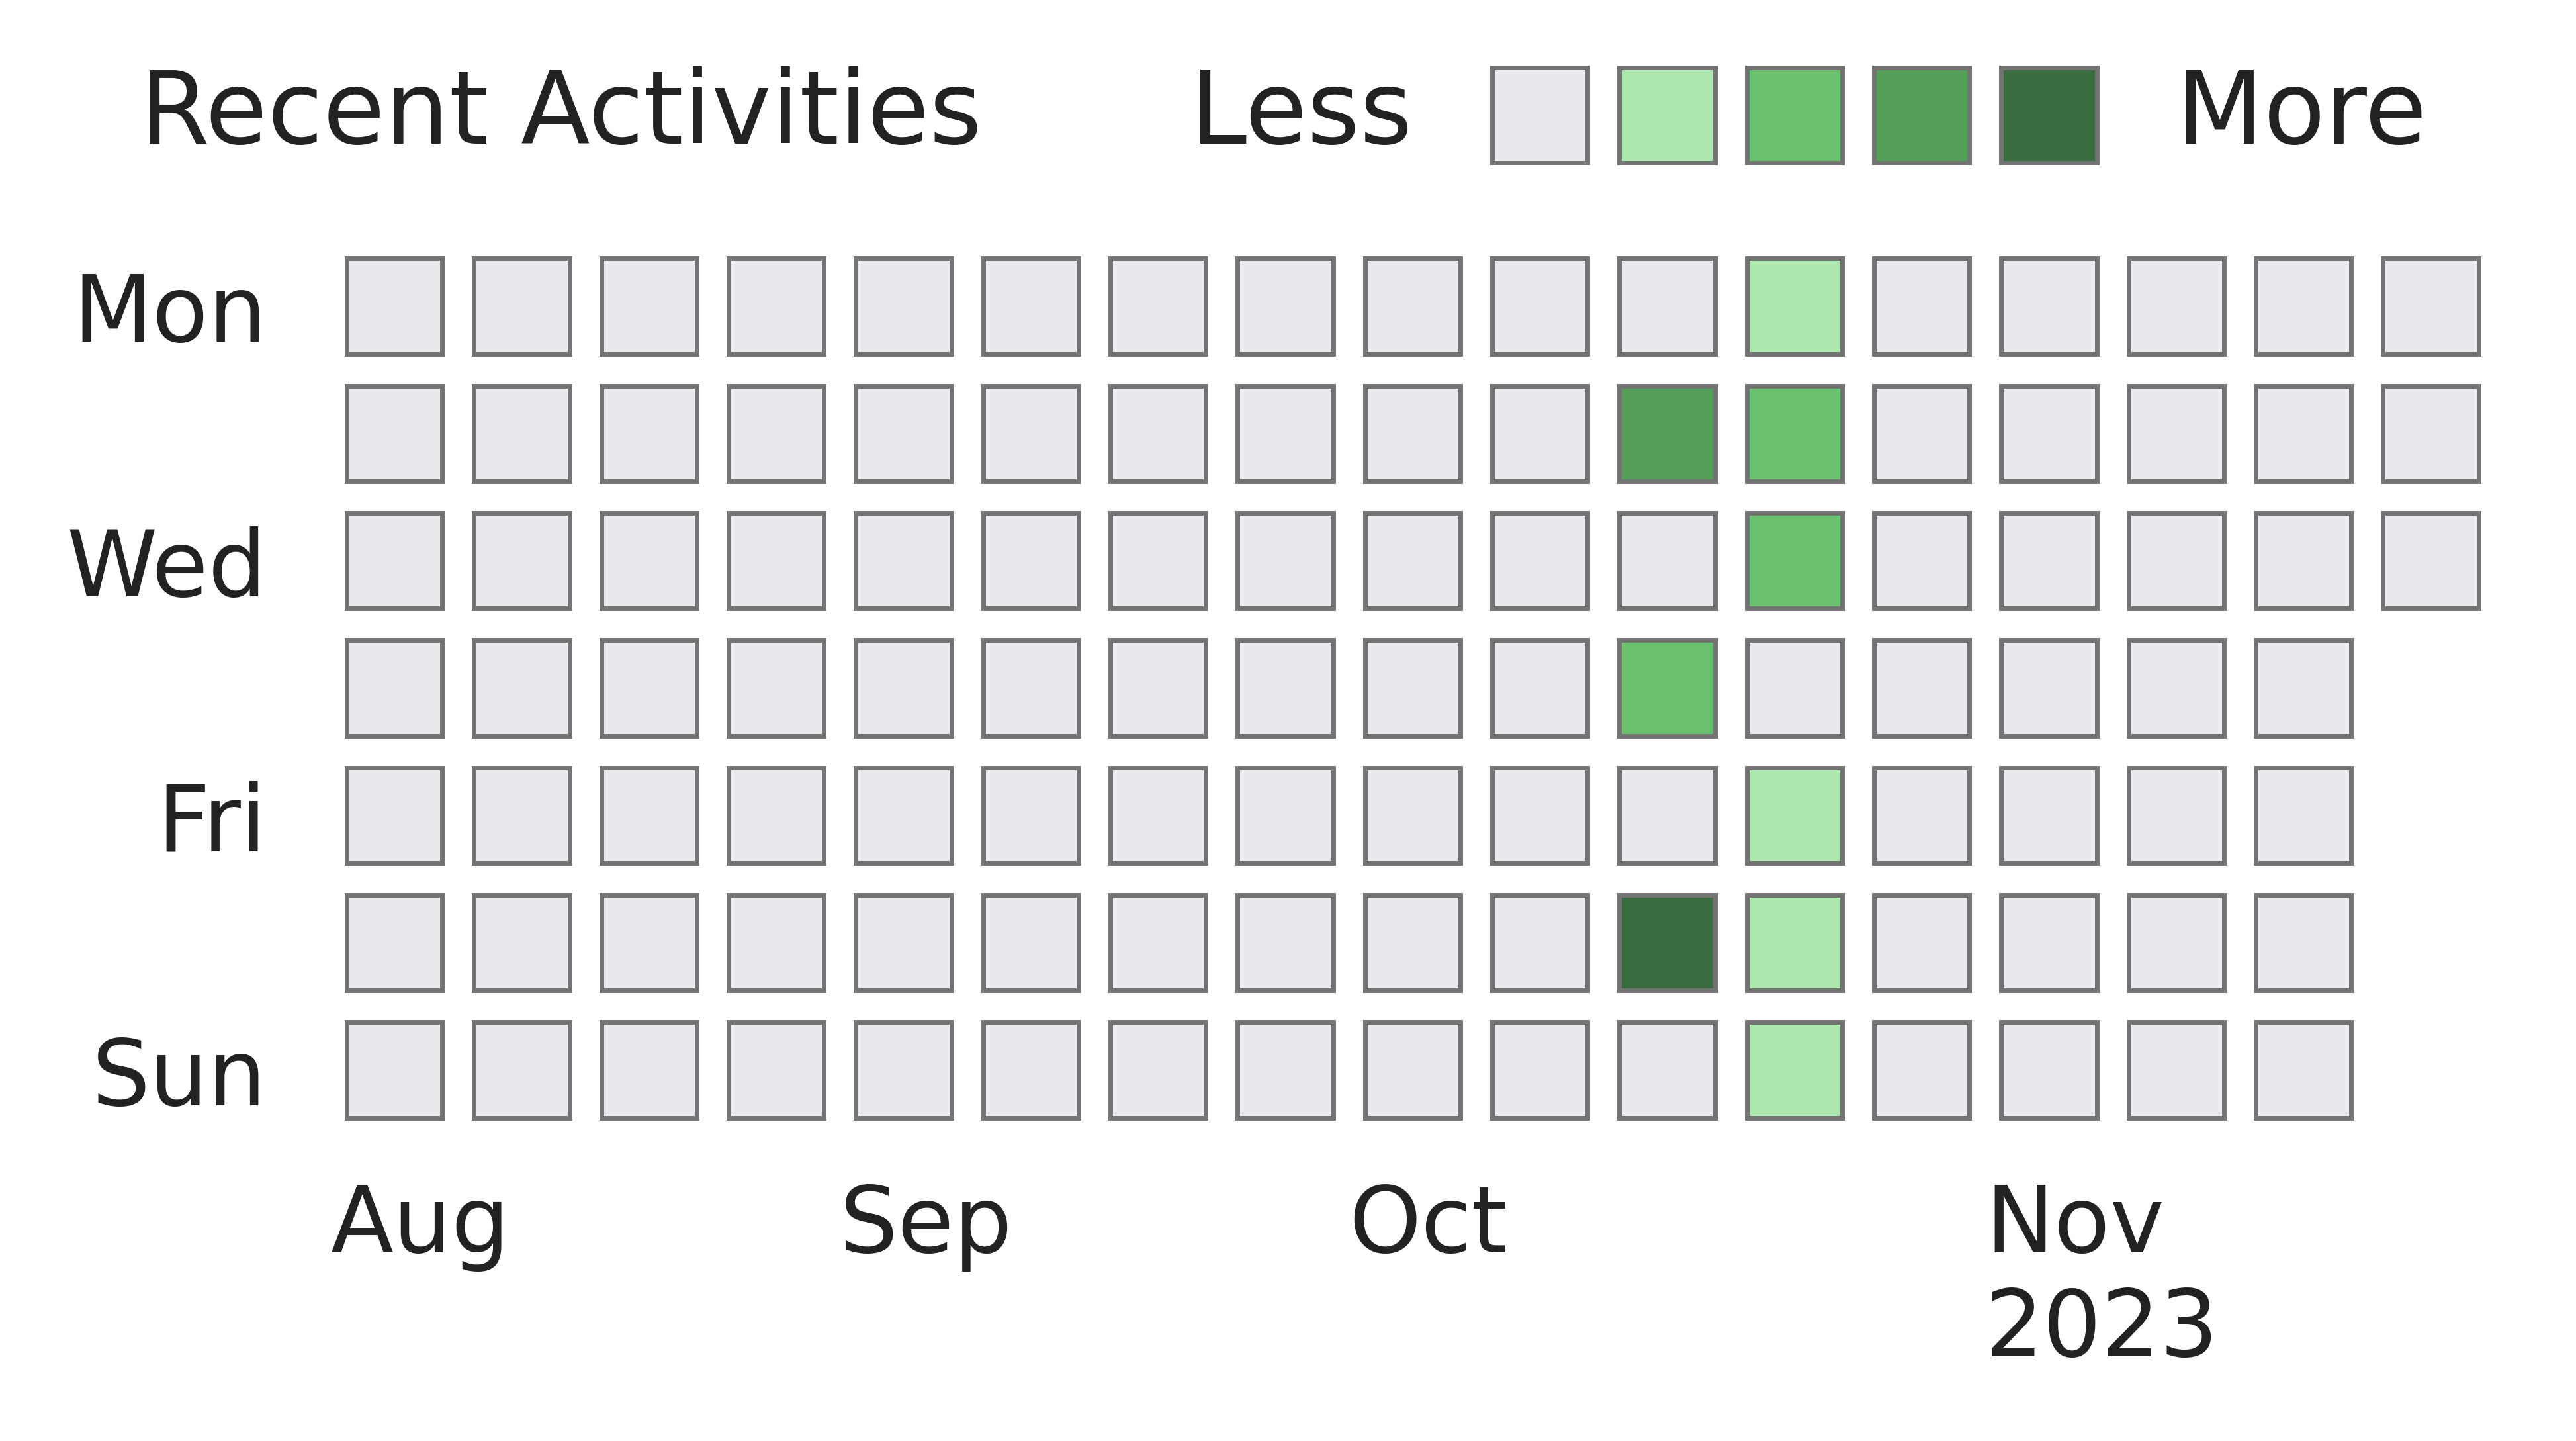 Recent Activities Less More
Mon
Wed
Fri
Sun
Aug Sep Oct Nov
2023